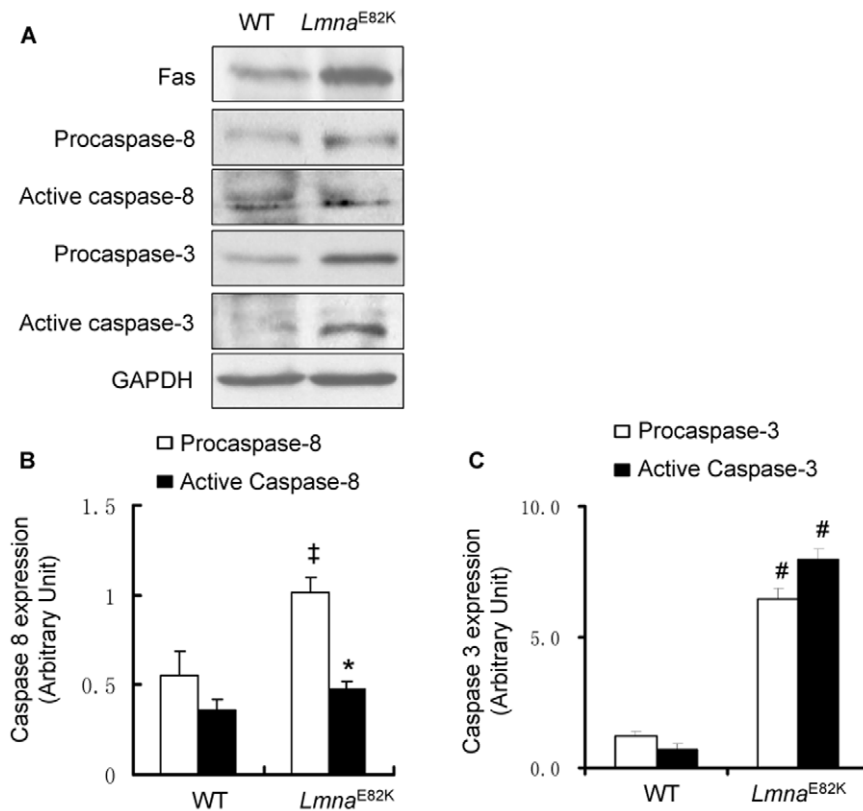 A
WT LmnaE82K
Fas
Procaspase-8
Active caspase-8
Procaspase-3
Active caspase-3
GAPDH
B
Procaspase-8
Active Caspase-8
Caspase 8 expression
(Arbitrary Unit)
1.5
1
0.5
0
‡
*
WT LmnaE82K
C
Procaspase-3
Active Caspase-3
Caspase 3 expression
(Arbitrary Unit)
10.0
5.0
0.0
#
#
WT LmnaE82K